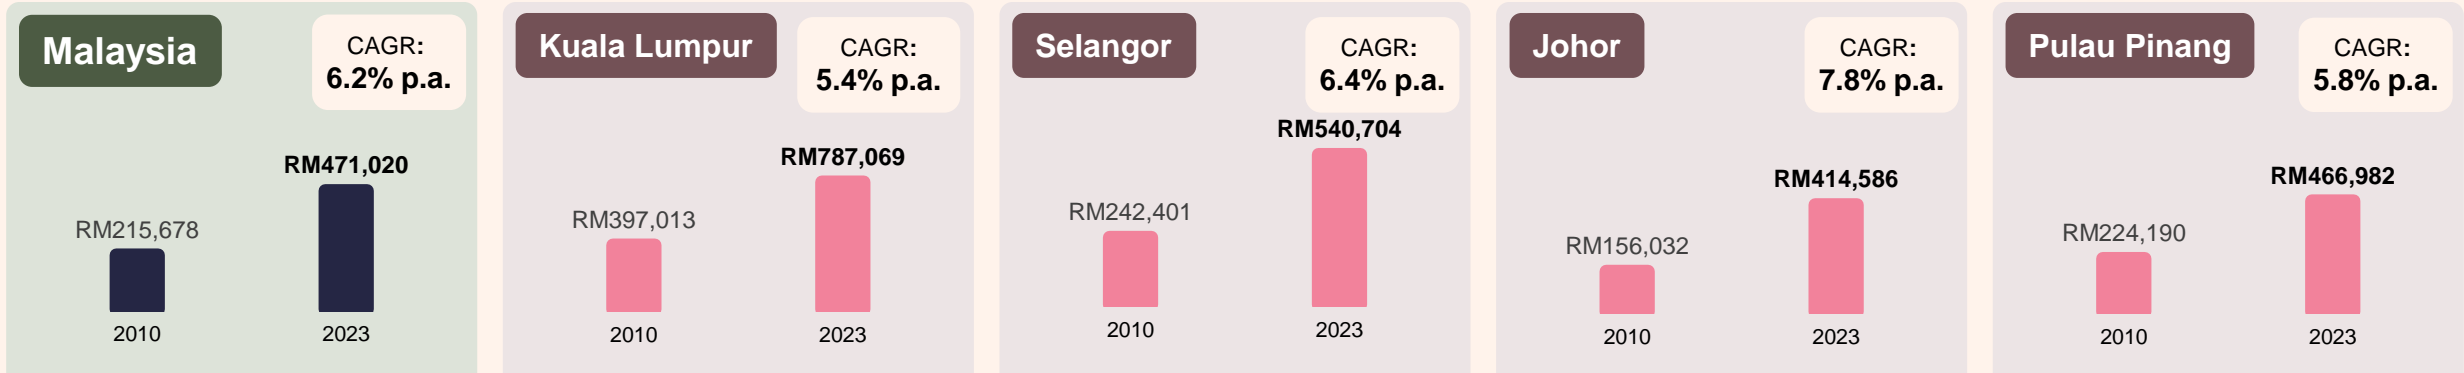 Malaysia
CAGR:
6.2% p.a.
RM215,678
RM471,020
2010
2023
Kuala Lumpur
CAGR:
5.4% p.a.
RM397,013
RM787,069
2010
2023
Selangor
CAGR:
6.4% p.a.
RM242,401
RM540,704
2010
2023
Johor
CAGR:
7.8% p.a.
RM156,032
RM414,586
2010
2023
Pulau Pinang
CAGR:
5.8% p.a.
RM224,190
RM466,982
2010
2023